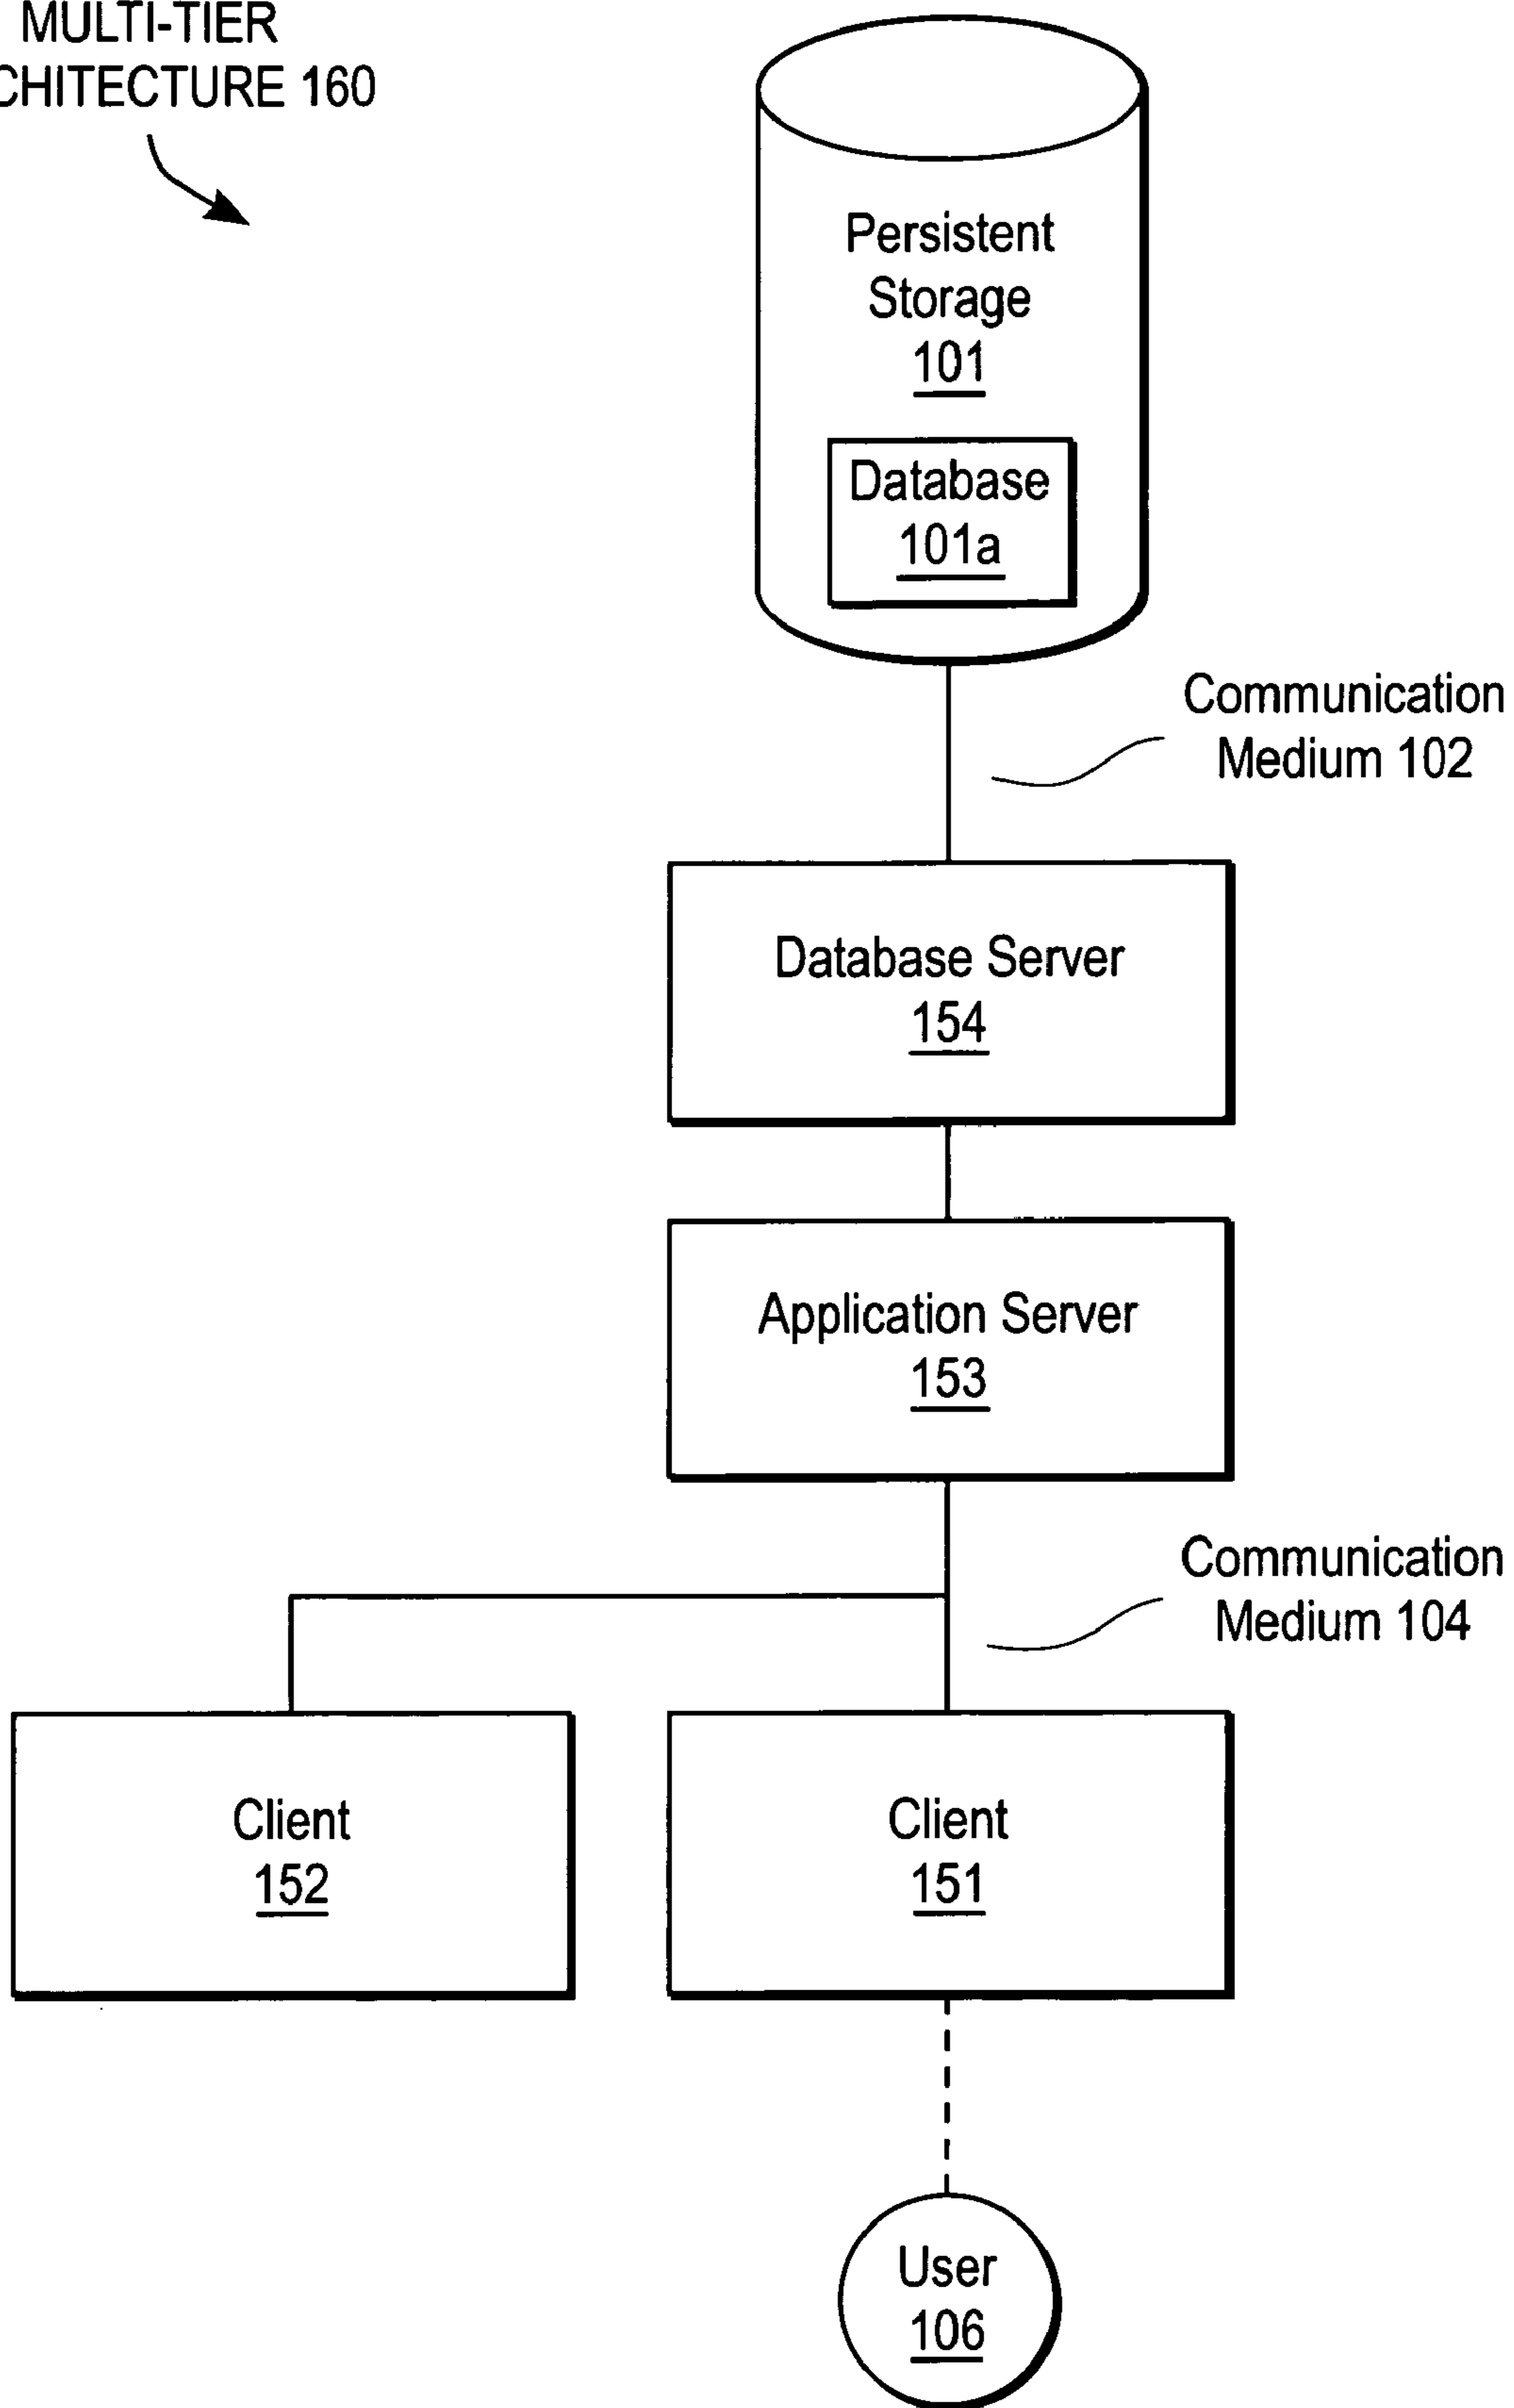 MULTI-TIER
CHITECTURE 160
Persistent
Storage
101
Database
101a
Communication
Medium 102
Database Server
154
Application Server
153
Communication
Medium 104
Client
152
Client
151
User
106